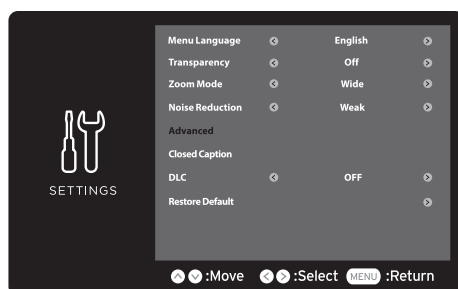 Menu Language English
Transparency Off
Zoom Mode Wide
Noise Reduction Weak
Advanced
Closed Caption
DLC OFF
Restore Default
SETTINGS
:Move :Select MENU :Return